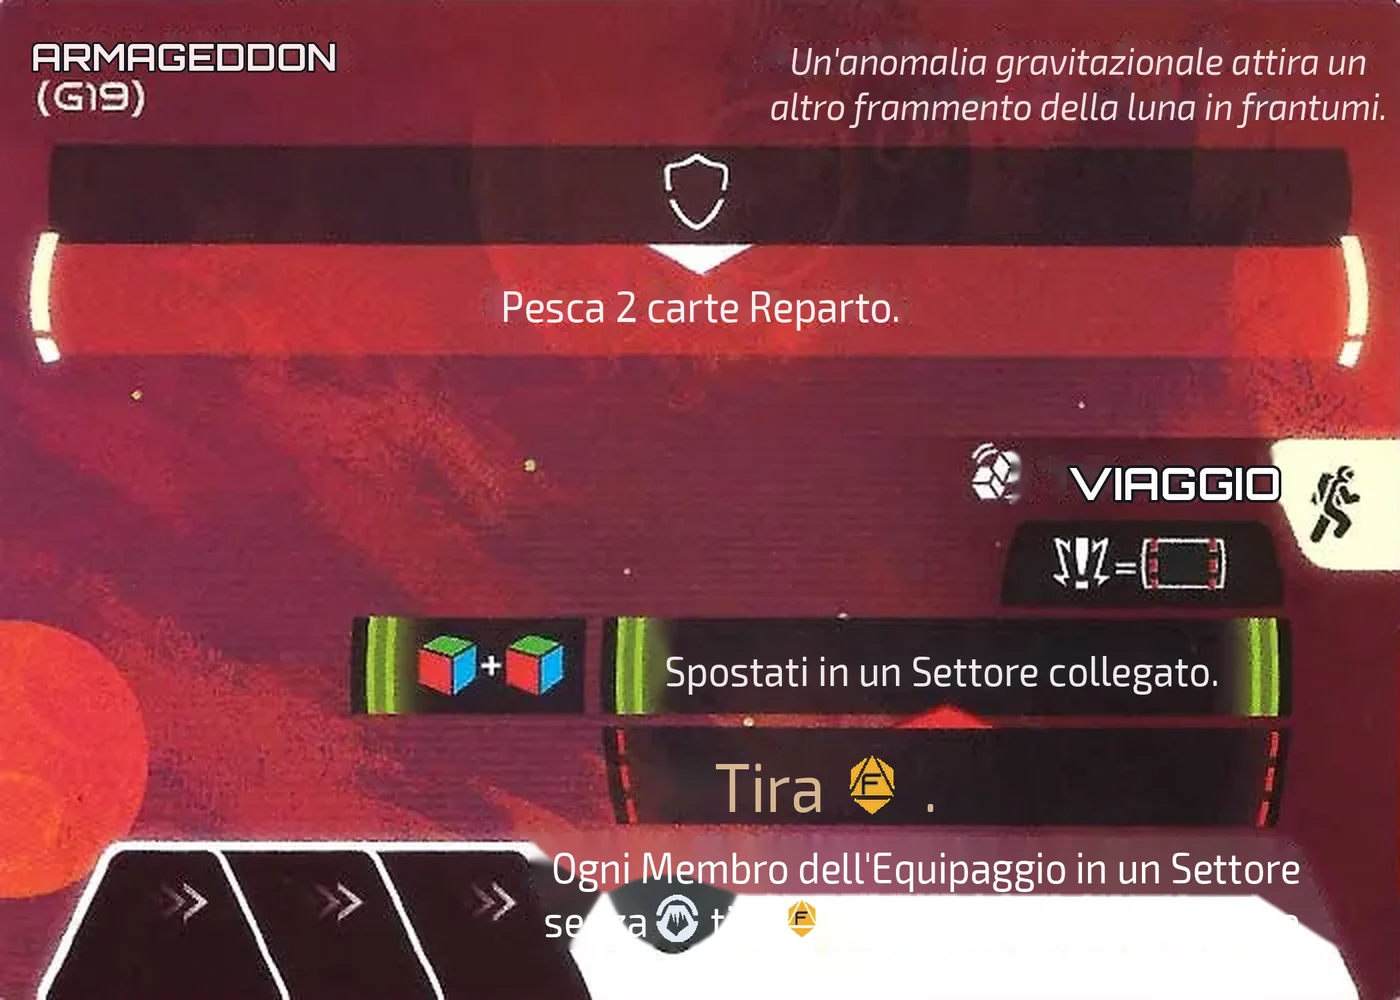 ARMAGEDDON
(G19)
Un'anomalia gravitazionale attira un
altro frammento della luna in frantumi.
Pesca 2 carte Reparto.
VIAGGIO
! =
+
Spostati in un Settore collegato.
Tira F .
Ogni Membro dell'Equipaggio in un Settore
F